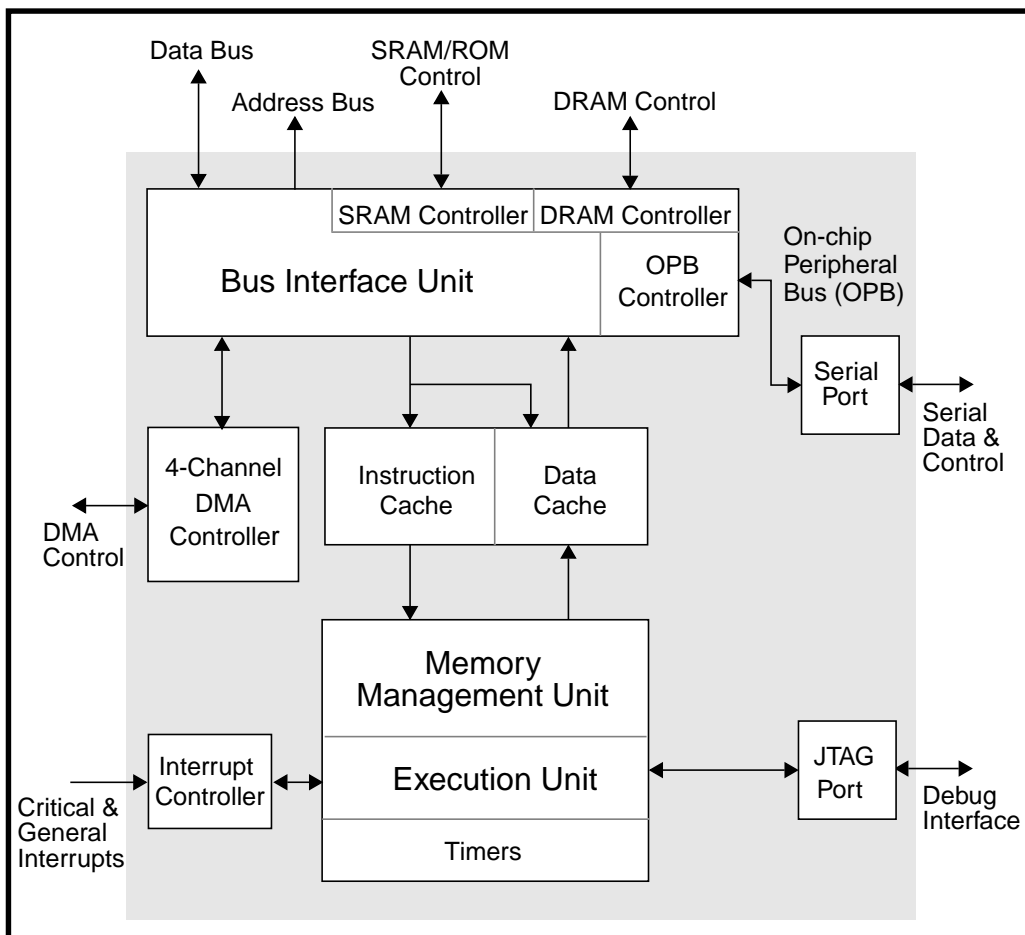 Data Bus
SRAM/ROM
Control
Address Bus
DRAM Control
SRAM Controller
DRAM Controller
Bus Interface Unit
OPB
Controller
On-chip
Peripheral
Bus (OPB)
Serial
Port
Serial
Data &
Control
4-Channel
DMA
Controller
DMA
Control
Instruction
Cache
Data
Cache
Memory
Management Unit
Execution Unit
Timers
Interrupt
Controller
Critical &
General
Interrupts
JTAG
Port
Debug
Interface